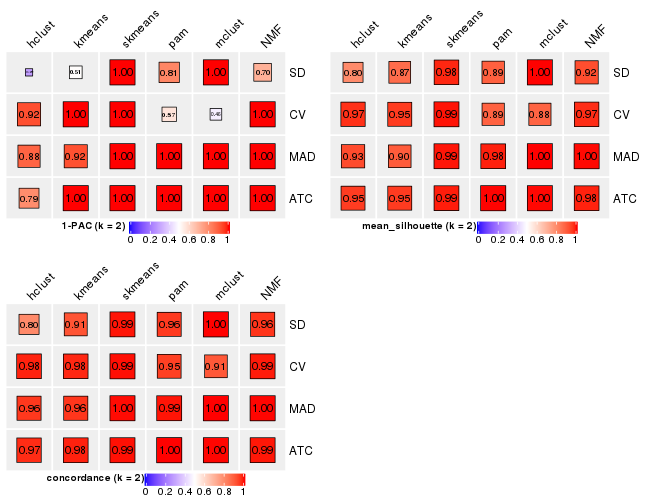 hclust kmeans skmeans pam mclust NMF
0.51 1.00 0.81 1.00 0.70 SD
0.92 1.00 1.00 0.57 1.00 CV
0.88 0.92 1.00 1.00 1.00 1.00 MAD
0.79 1.00 1.00 1.00 1.00 1.00 ATC
1-PAC (k = 2)
0 0.2 0.4 0.6 0.8 1
hclust kmeans skmeans pam mclust NMF
0.80 0.87 0.98 0.89 1.00 0.92 SD
0.97 0.95 0.99 0.89 0.88 0.97 CV
0.93 0.90 0.99 0.98 1.00 1.00 MAD
0.95 0.95 0.99 1.00 1.00 0.98 ATC
mean_silhouette (k = 2)
0 0.2 0.4 0.6 0.8 1
hclust kmeans skmeans pam mclust NMF
0.80 0.91 0.99 0.96 1.00 0.96 SD
0.98 0.98 0.99 0.95 0.91 0.99 CV
0.96 0.96 1.00 0.99 1.00 1.00 MAD
0.97 0.98 0.99 1.00 1.00 0.99 ATC
concordance (k = 2)
0 0.2 0.4 0.6 0.8 1